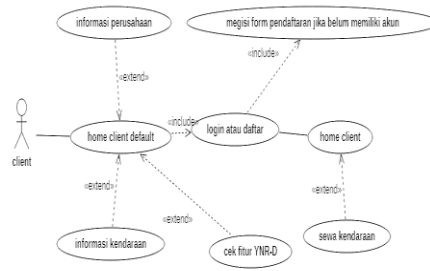 informasi perusahaan
megisi form pendaftaran jika belum memiliki akun
«extend»
«include»
«include»
login atau daftar
home client default
home client
client
«extend»
«extend»
«extend»
informasi kendaraan
cek fitur YNR-D
sewa kendaraan